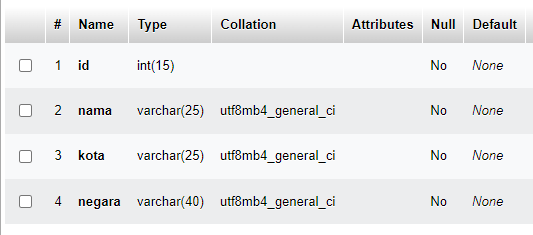 # Name Type Collation Attributes Null Default
1 id int(15) No None
2 nama varchar(25) utf8mb4_general_ci No None
3 kota varchar(25) utf8mb4_general_ci No None
4 negara varchar(40) utf8mb4_general_ci No None